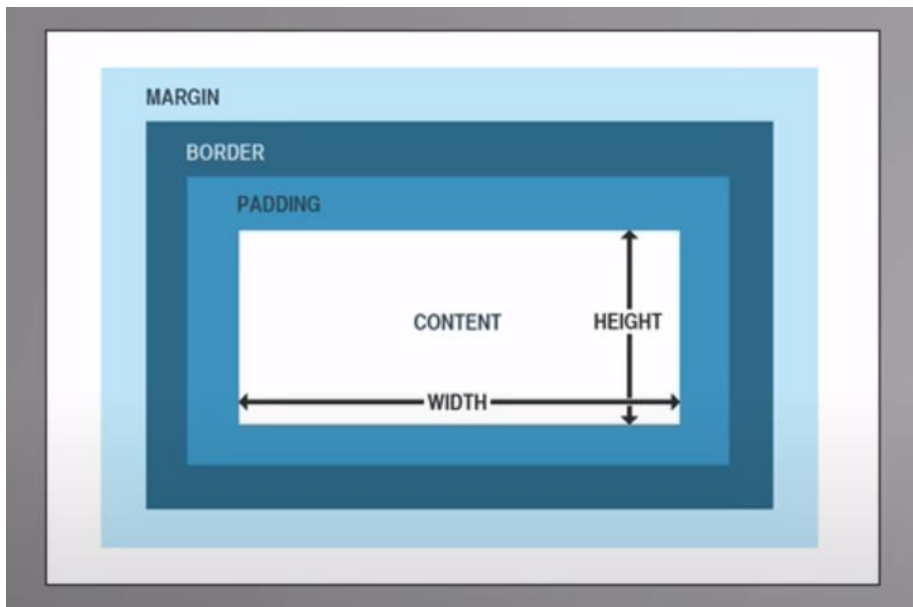 MARGIN
BORDER
PADDING
CONTENT
HEIGHT
WIDTH